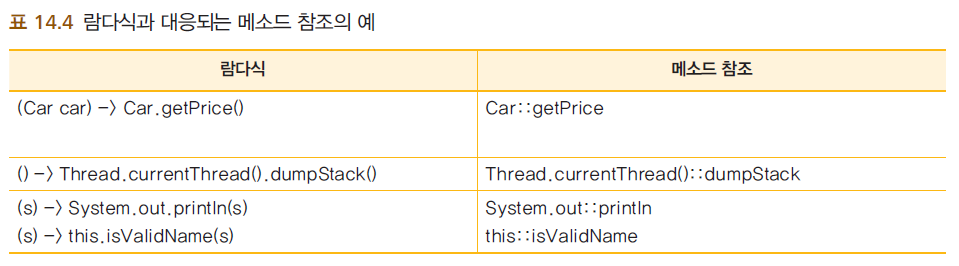 표 14.4 람다식과 대응되는 메소드 참조의 예
람다식 메소드 참조
(Car car) -> Car.getPrice() Car::getPrice
() -> Thread.currentThread().dumpStack() Thread.currentThread()::dumpStack
(s) -> System.out.println(s) System.out::println
(s) -> this.isValidName(s) this::isValidName